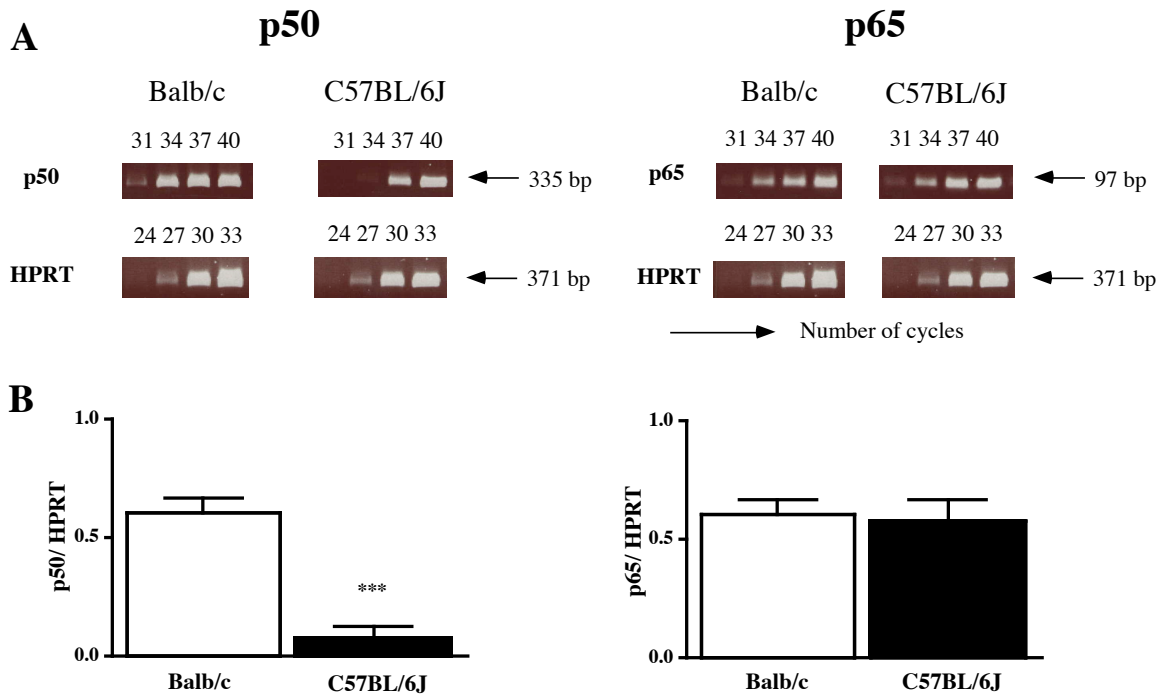 A
p50
p65
Balb/c C57BL/6J
Balb/c C57BL/6J
31 34 37 40
31 34 37 40
31 34 37 40
31 34 37 40
p50
335 bp
p65
97 bp
24 27 30 33
24 27 30 33
24 27 30 33
24 27 30 33
HPRT
371 bp
HPRT
371 bp
Number of cycles
B
1.0
0.5
0.0
p50/ HPRT
***
Balb/c
C57BL/6J
1.0
0.5
0.0
p65/ HPRT
Balb/c
C57BL/6J